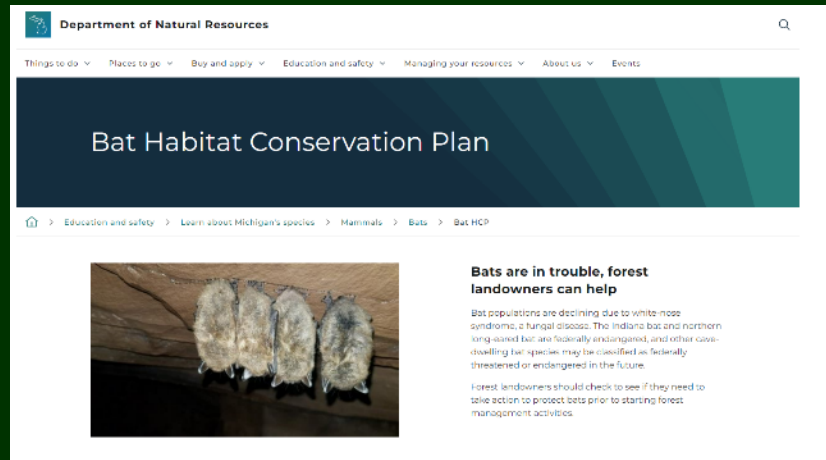 Department of Natural Resources
Things to do Places to go Buy and apply Education and safety Managing your resources About us Events
Bat Habitat Conservation Plan
> Education and safety > Learn about Michigan's species > Mammals > Bats > Bat HCP
Bats are in trouble, forest
landowners can help
Bat populations are declining due to white-nose
syndrome, a fungal disease. The Indiana bat and northern
long-eared bat are federally endangered, and other cave-
dwelling bat species may be classified as federally
threatened or endangered in the future.
Forest landowners should check to see if they need to
take action to protect bats prior to starting forest
management activities.